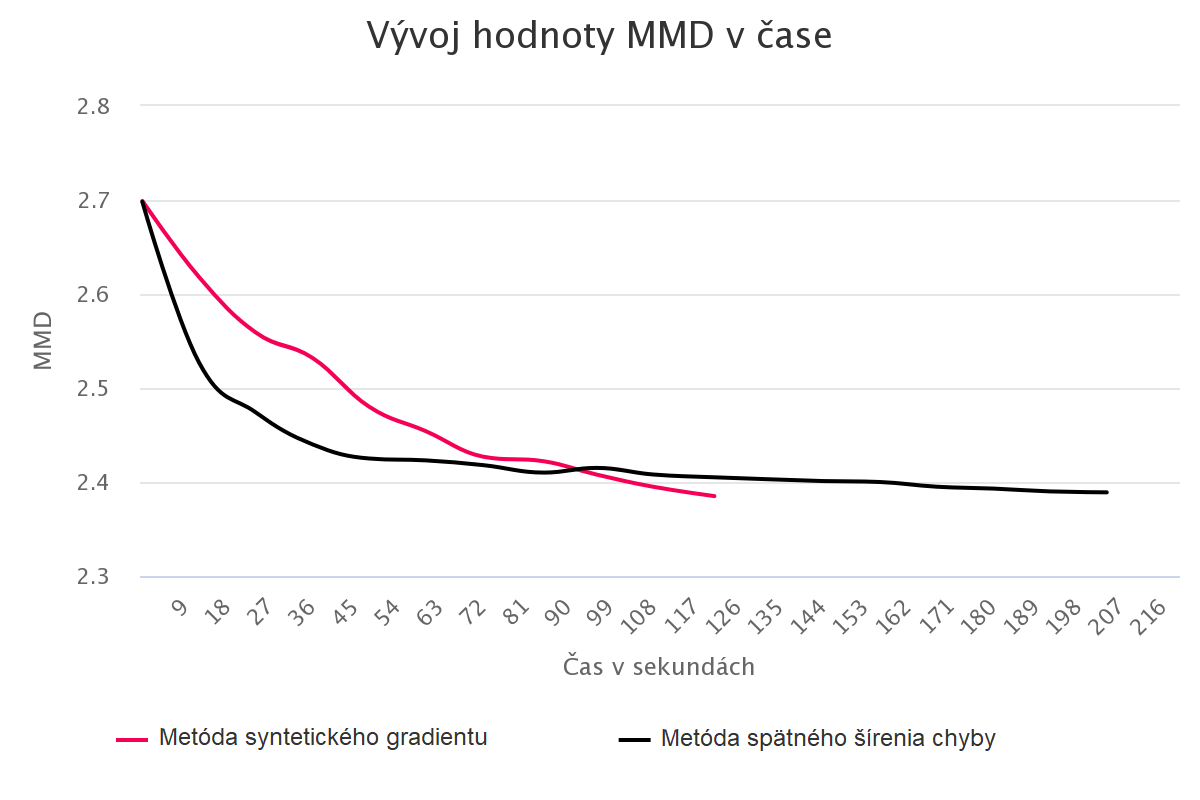 Vývoj hodnoty MMD v čase
2.8
2.7
2.6
2.5
2.4
2.3
MMD
9 18 27 36 45 54 63 72 81 90 99 108 117 126 135 144 153 162 171 180 189 198 207 216
Čas v sekundách
Metóda syntetického gradientu
Metóda spätného šírenia chyby